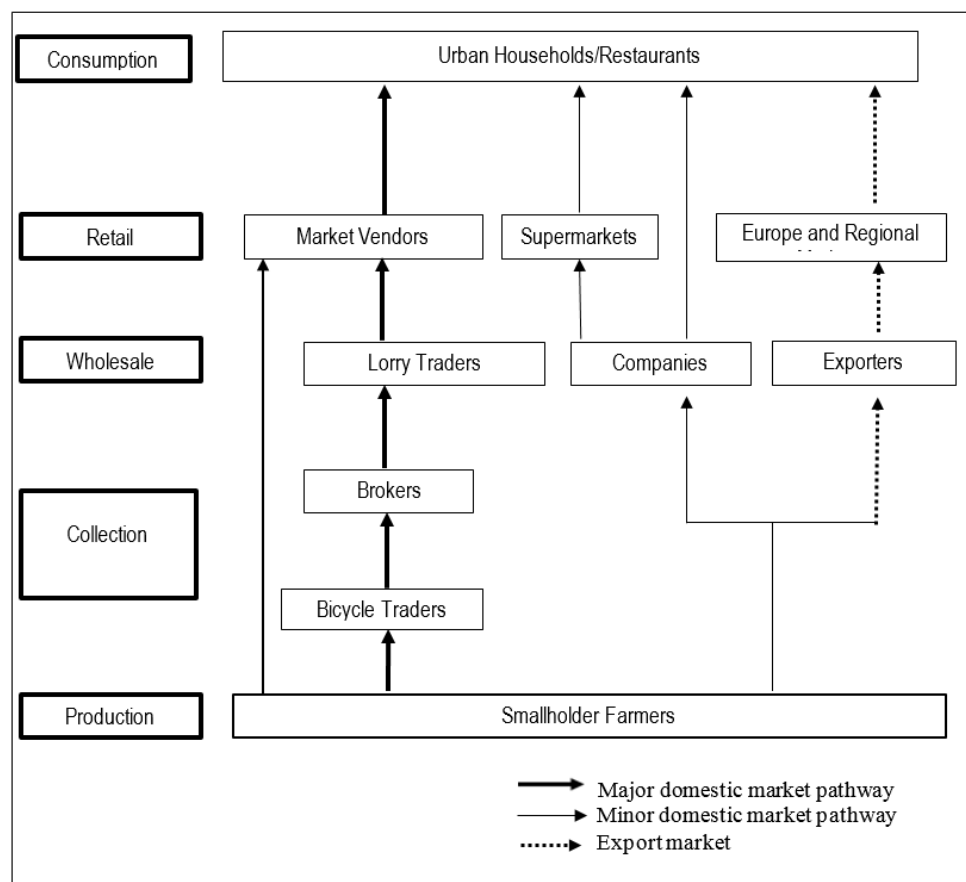 Consumption
Urban Households/Restaurants
Retail
Market Vendors
Supermarkets
Europe and Regional
Wholesale
Lorry Traders
Companies
Exporters
Collection
Brokers
Bicycle Traders
Production
Smallholder Farmers
Major domestic market pathway
Minor domestic market pathway
Export market